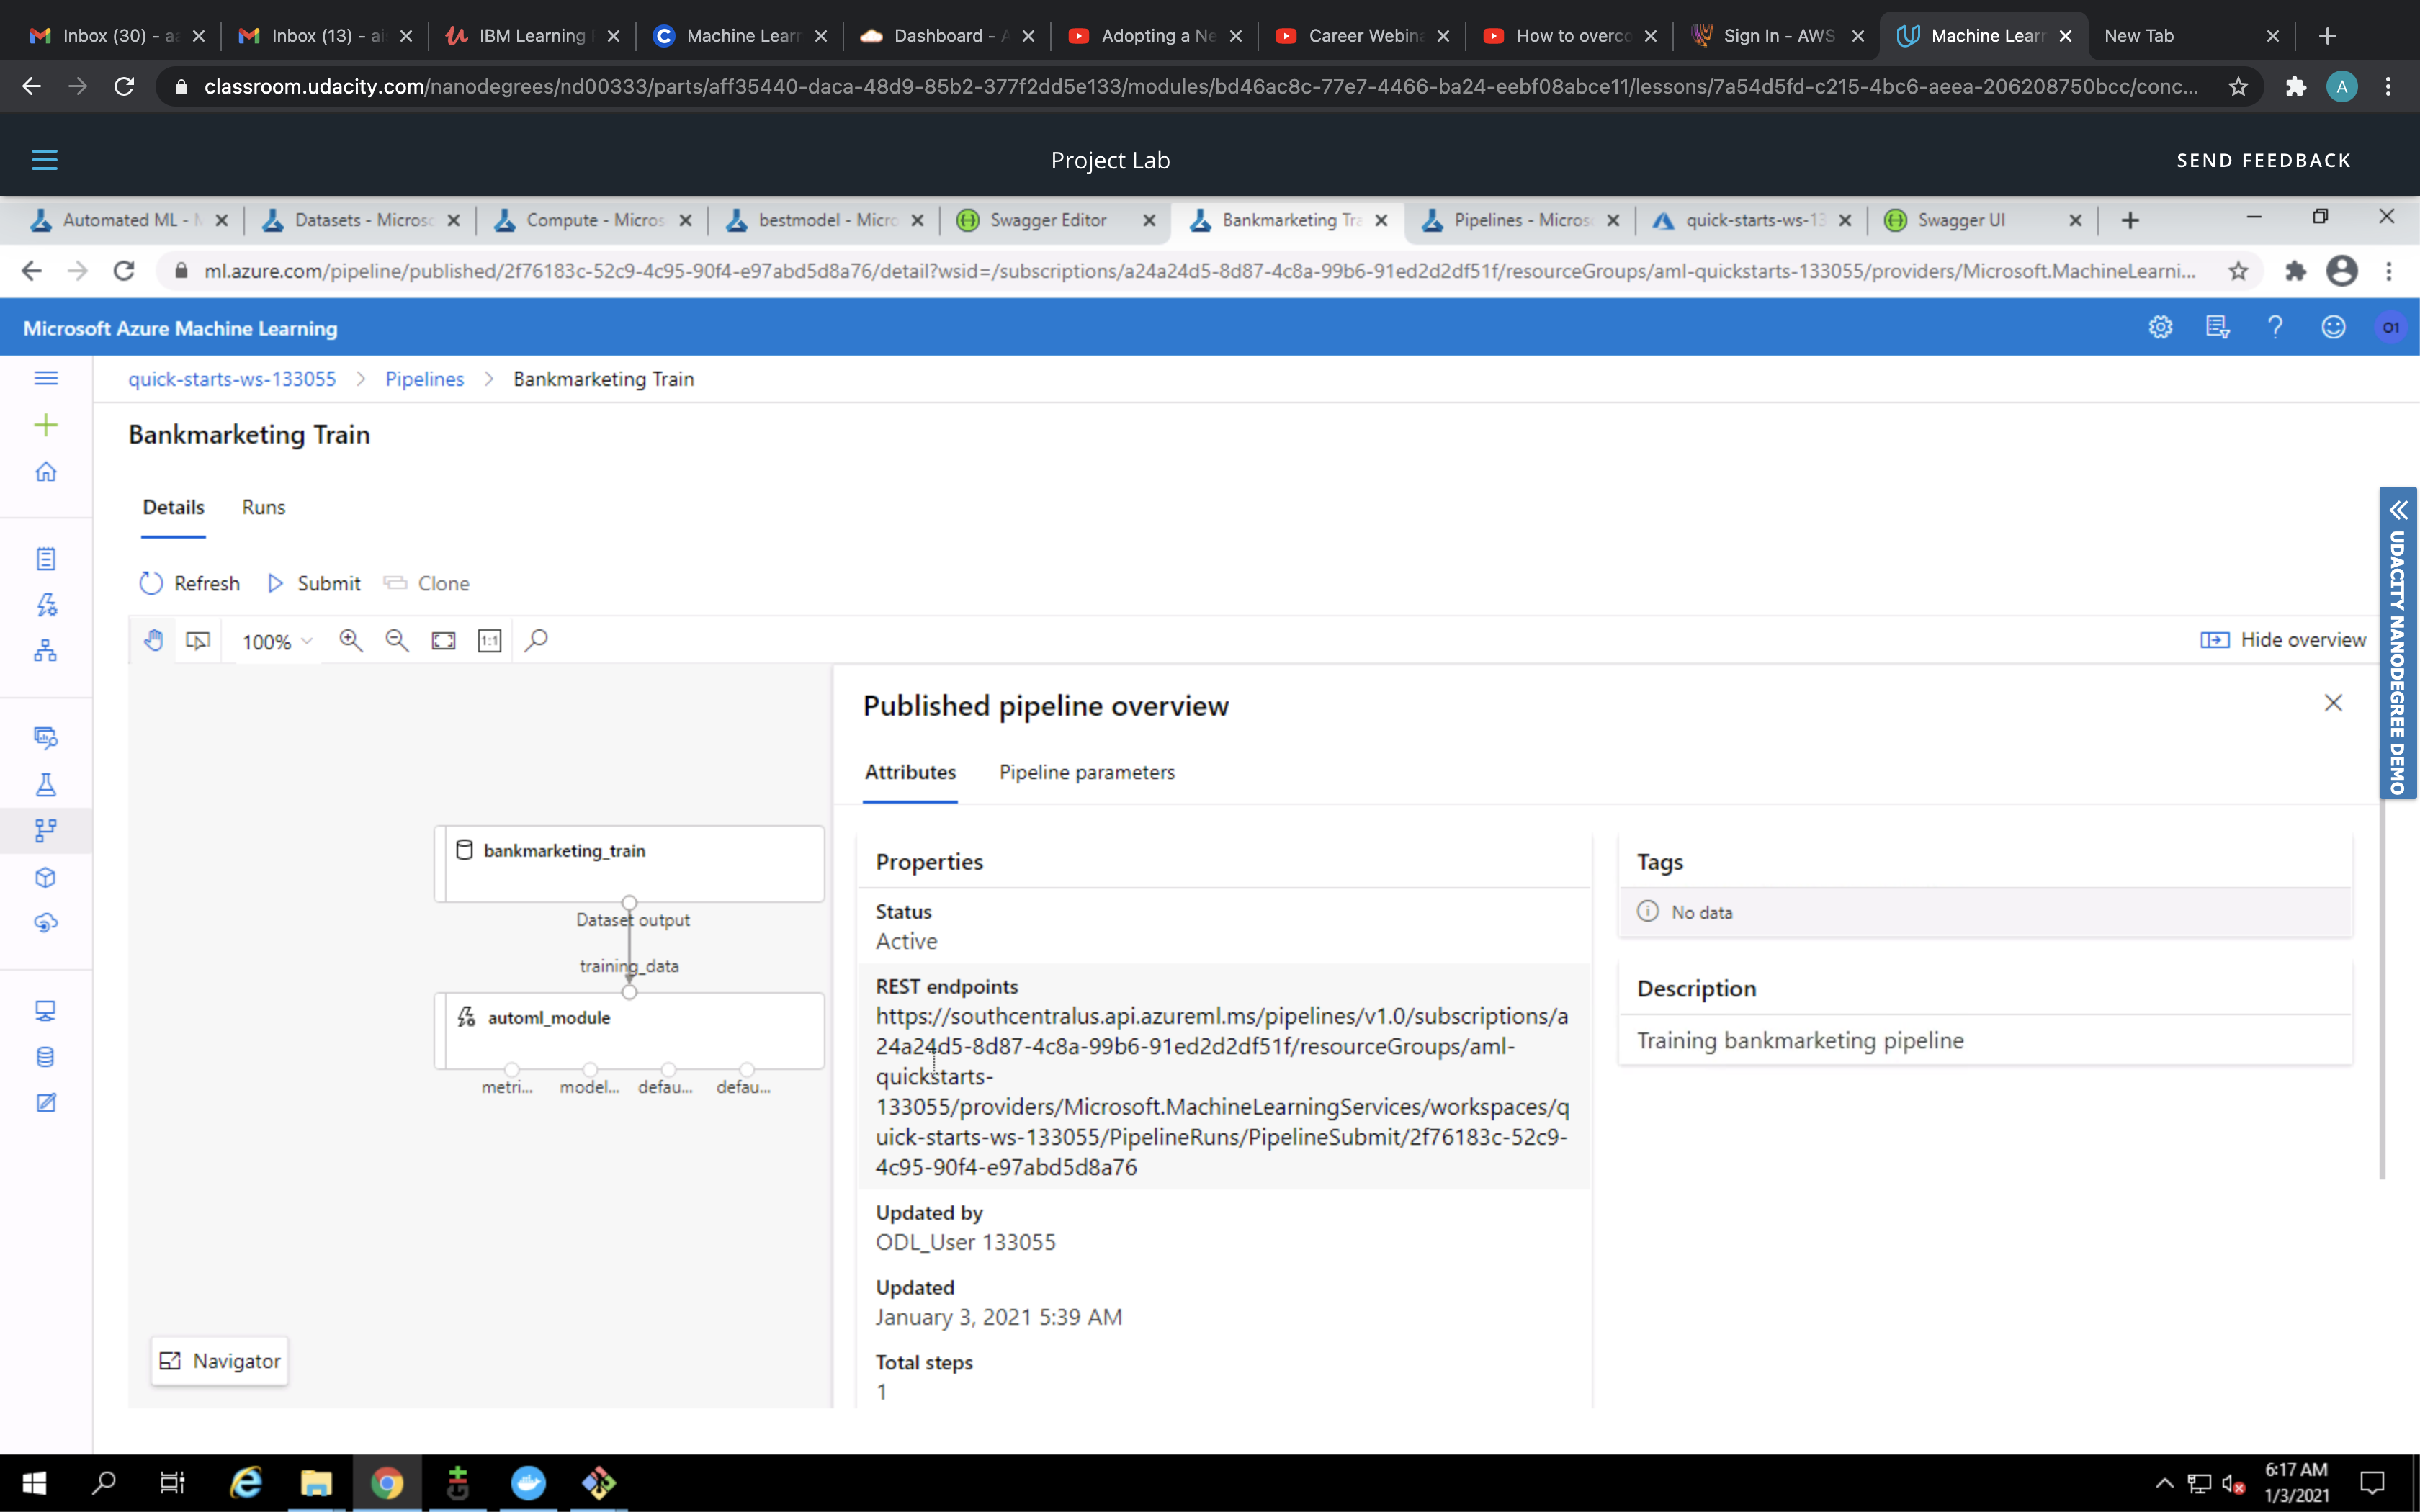 Inbox (30) - aa
Inbox (13) - ai
IBM Learning
Machine Lear
Dashboard - A
Adopting a Ne
Career Webina
How to overco
Sign In - AWS
Machine Lear
New Tab
classroom.udacity.com/nanodegrees/nd00333/parts/aff35440-daca-48d9-85b2-377f2dd5e133/modules/bd46ac8c-77e7-4466-ba24-eebf08abce11/lessons/7a54d5fd-c215-4bc6-aeea-206208750bcc/conc...
A
Project Lab
SEND FEEDBACK
Automated ML -
Datasets - Microsc
Compute - Micros
bestmodel - Micro
Swagger Editor
Bankmarketing Tra
Pipelines - Micros
quick-starts-ws-13
Swagger UI
ml.azure.com/pipeline/published/2f76183c-52c9-4c95-90f4-e97abd5d8a76/detail?wsid=/subscriptions/a24a24d5-8d87-4c8a-99b6-91ed2d2df51f/resourceGroups/aml-quickstarts-133055/providers/Microsoft.MachineLearni...
Microsoft Azure Machine Learning
O1
quick-starts-ws-133055 > Pipelines > Bankmarketing Train
Bankmarketing Train
Details
Runs
Refresh
Submit
Clone
100%
1:1
Hide overview
UDACITY NANODEGREE DEMO
bankmarketing_train
Dataset output
training_data
automl_module
metri...
model...
defau...
defau...
Navigator
Published pipeline overview
Attributes
Pipeline parameters
Properties
Status
Active
REST endpoints
https://southcentralus.api.azureml.ms/pipelines/v1.0/subscriptions/a
24a24d5-8d87-4c8a-99b6-91ed2d2df51f/resourceGroups/aml-
quickstarts-
133055/providers/Microsoft.MachineLearningServices/workspaces/q
uick-starts-ws-133055/PipelineRuns/PipelineSubmit/2f76183c-52c9-
4c95-90f4-e97abd5d8a76
Updated by
ODL_User 133055
Updated
January 3, 2021 5:39 AM
Total steps
1
Tags
No data
Description
Training bankmarketing pipeline
6:17 AM
1/3/2021